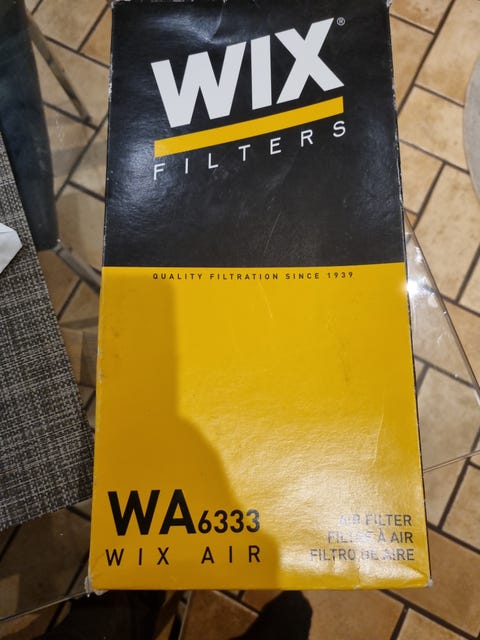 WIX®
FILTERS
QUALITY FILTRATION SINCE 1939
WA6333
WIX AIR
AIR FILTER
FILTRE À AIR
FILTRO DE AIRE